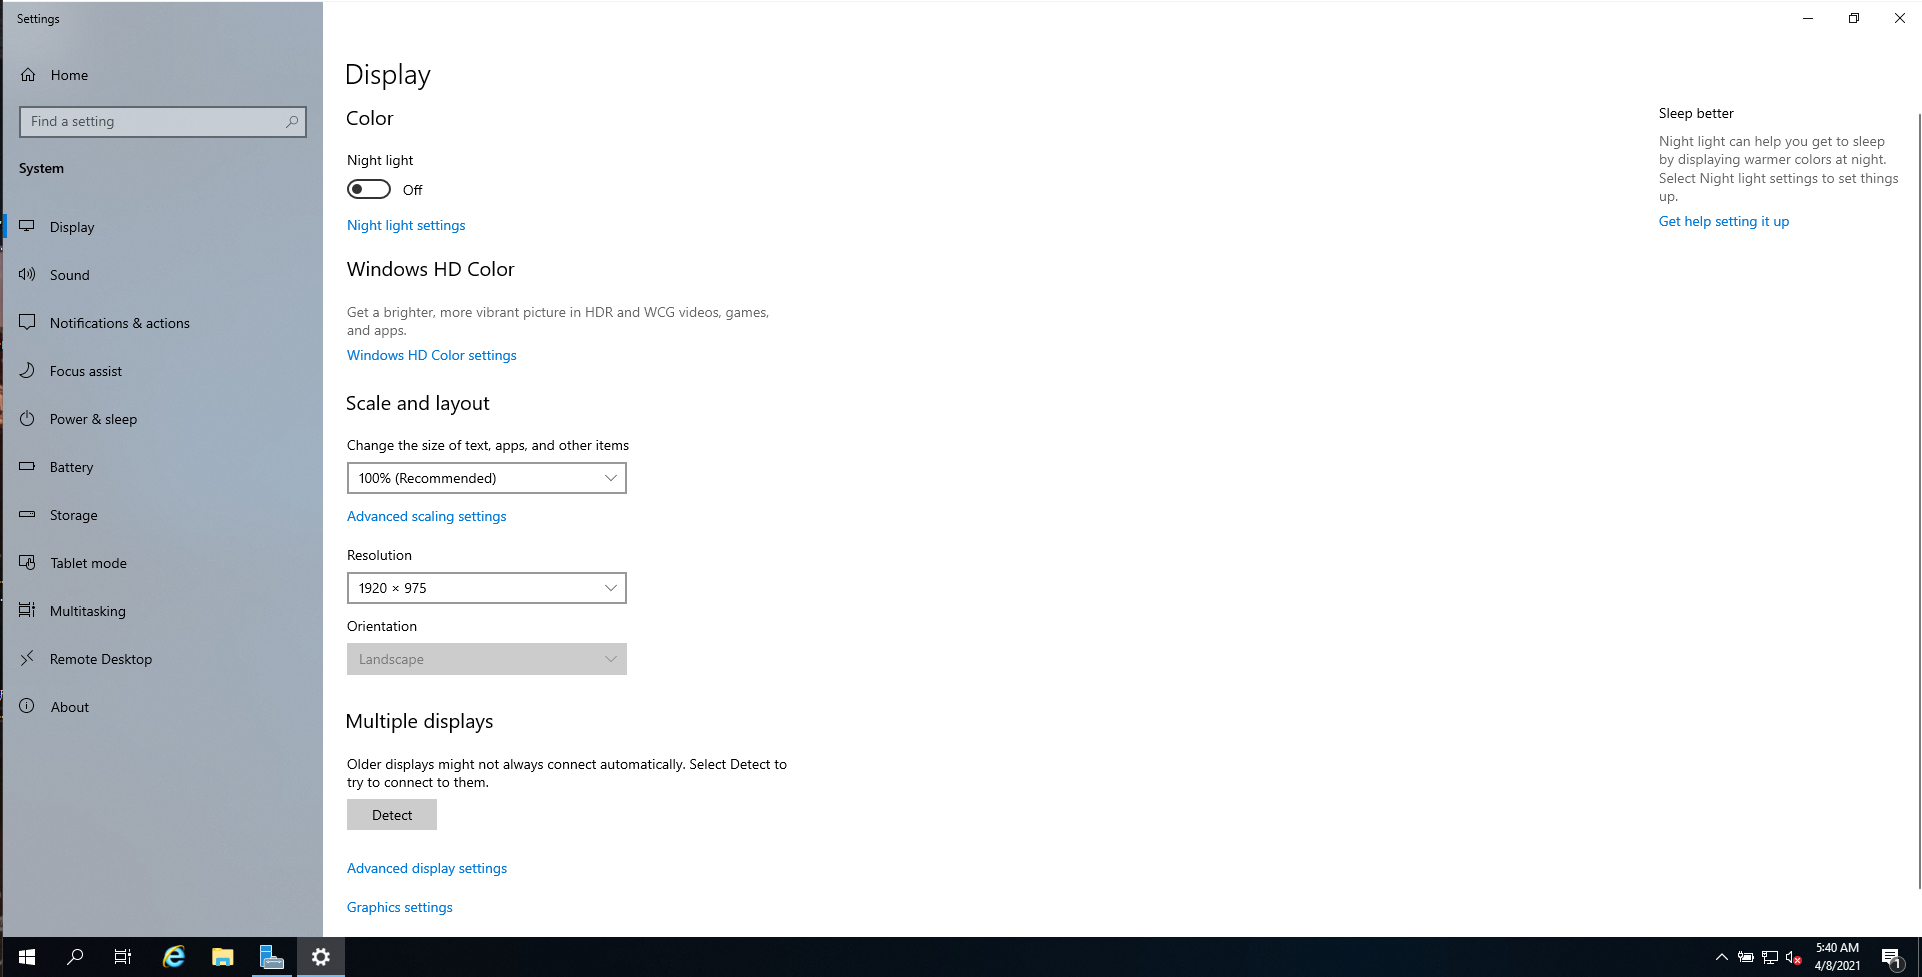 Settings
Home
Find a setting
System
Display
Sound
Notifications & actions
Focus assist
Power & sleep
Battery
Storage
Tablet mode
Multitasking
Remote Desktop
About
Display
Color
Night light
Off
Night light settings
Windows HD Color
Get a brighter, more vibrant picture in HDR and WCG videos, games,
and apps.
Windows HD Color settings
Scale and layout
Change the size of text, apps, and other items
100% (Recommended)
Advanced scaling settings
Resolution
1920 × 975
Orientation
Landscape
Multiple displays
Older displays might not always connect automatically. Select Detect to
try to connect to them.
Detect
Advanced display settings
Graphics settings
Sleep better
Night light can help you get to sleep
by displaying warmer colors at night.
Select Night light settings to set things
up.
Get help setting it up
5:40 AM
4/8/2021
1